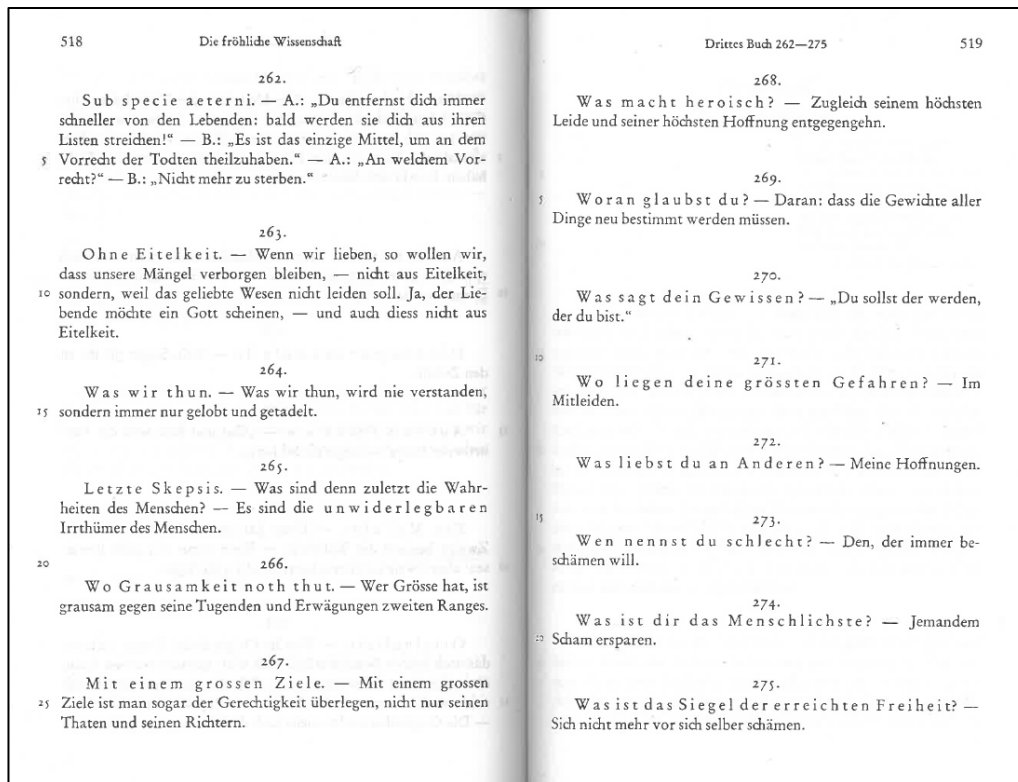 518 Die fröhliche Wissenschaft
262.
Sub specie aeterni. — A.: „Du entfernst dich immer
schneller von den Lebenden: bald werden sie dich aus ihren
Listen streichen!“ — B.: „Es ist das einzige Mittel, um an dem
5 Vorrecht der Todten theilzuhaben.“ — A.: „An welchem Vor-
recht?“ — B.: „Nicht mehr zu sterben.“
263.
Ohne Eitelkeit. — Wenn wir lieben, so wollen wir,
dass unsere Mängel verborgen bleiben, — nicht aus Eitelkeit,
10 sondern, weil das geliebte Wesen nicht leiden soll. Ja, der Lie-
bende möchte ein Gott scheinen, — und auch diess nicht aus
Eitelkeit.
264.
Was wir thun. — Was wir thun, wird nie verstanden,
15 sondern immer nur gelobt und getadelt.
265.
Letzte Skepsis. — Was sind denn zuletzt die Wahr-
heiten des Menschen? — Es sind die unwiderlegbaren
Irrthümer des Menschen.
20 266.
Wo Grausamkeit noth thut. — Wer Grösse hat, ist
grausam gegen seine Tugenden und Erwägungen zweiten Ranges.
267.
Mit einem grossen Ziele. — Mit einem grossen
25 Ziele ist man sogar der Gerechtigkeit überlegen, nicht nur seinen
Thaten und seinen Richtern.
Drittes Buch 262—275 519
268.
Was macht heroisch? — Zugleich seinem höchsten
Leide und seiner höchsten Hoffnung entgegengehn.
269.
5 Woran glaubst du? — Daran: dass die Gewichte aller
Dinge neu bestimmt werden müssen.
270.
Was sagt dein Gewissen? — „Du sollst der werden,
der du bist.“
10 271.
Wo liegen deine grössten Gefahren? — Im
Mitleiden.
272.
Was liebst du an Anderen? — Meine Hoffnungen.
15 273.
Wen nennst du schlecht? — Den, der immer be-
schämen will.
274.
Was ist dir das Menschlichste? — Jemandem
20 Scham ersparen.
275.
Was ist das Siegel der erreichten Freiheit? —
Sich nicht mehr vor sich selber schämen.